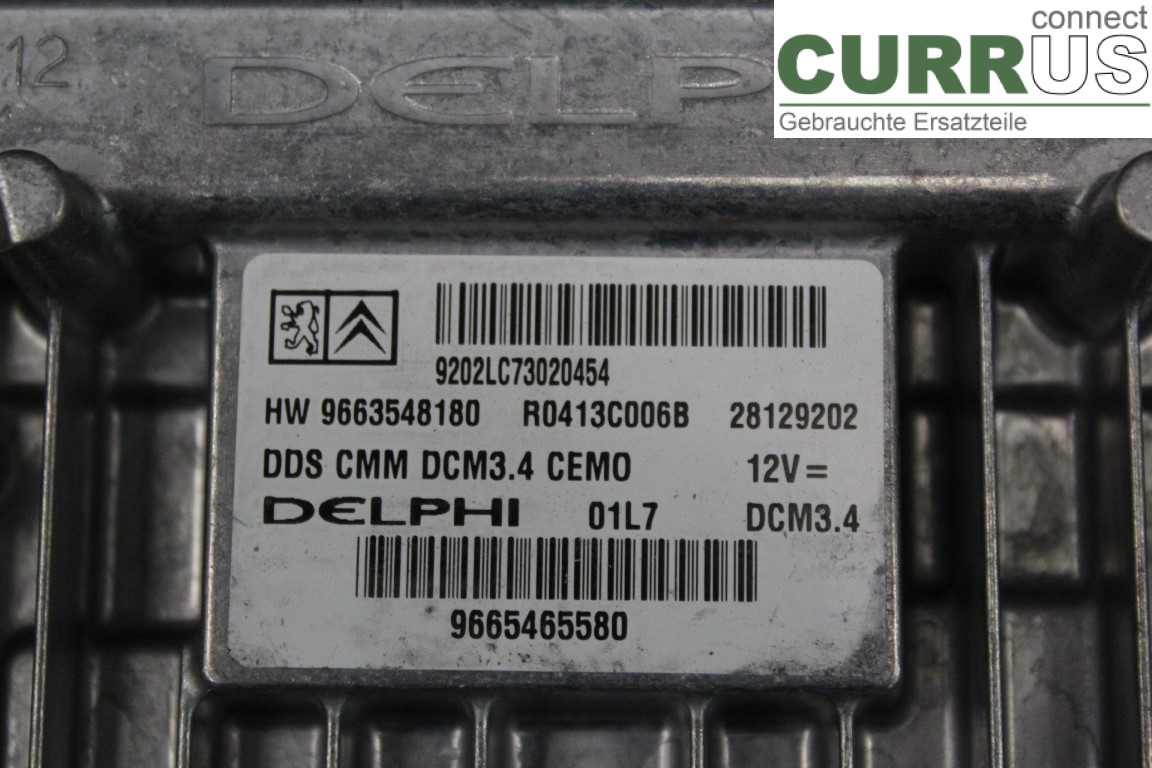 connect
CURRUS
Gebrauchte Ersatzteile
12
DELP
9202LC73020454
HW 9663548180 R0413C006B 28129202
DDS CMM DCM3.4 CEMO 12V=
DELPHI 01L7 DCM3.4
9665465580